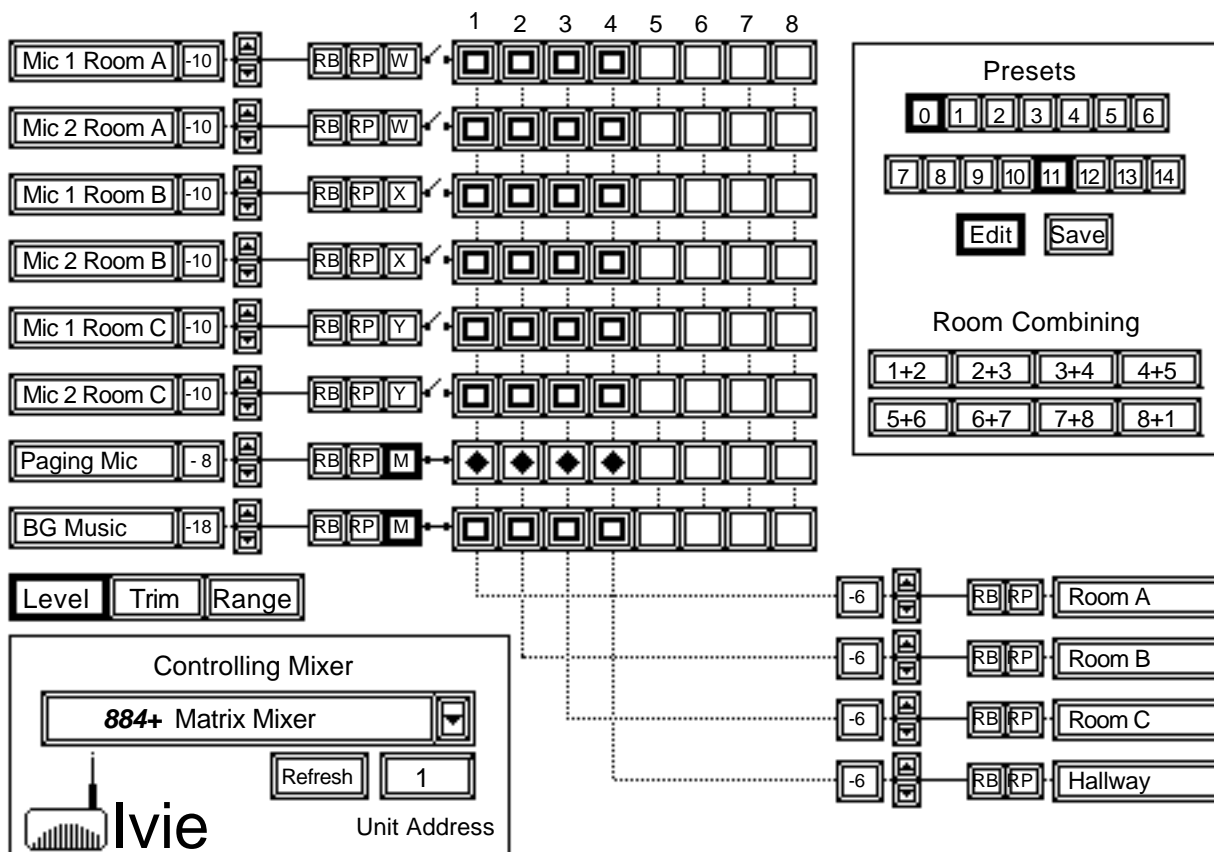 1 2 3 4 5 6 7 8
Mic 1 Room A -10 RB RP W
Mic 2 Room A -10 RB RP W
Mic 1 Room B -10 RB RP X
Mic 2 Room B -10 RB RP X
Mic 1 Room C -10 RB RP Y
Mic 2 Room C -10 RB RP Y
Paging Mic - 8 RB RP M
BG Music -18 RB RP M
Presets
0 1 2 3 4 5 6
7 8 9 10 11 12 13 14
Edit Save
Room Combining
1+2 2+3 3+4 4+5
5+6 6+7 7+8 8+1
Level Trim Range
-6 RB RP Room A
-6 RB RP Room B
-6 RB RP Room C
-6 RB RP Hallway
Controlling Mixer
884+ Matrix Mixer
Refresh 1
Ivie Unit Address